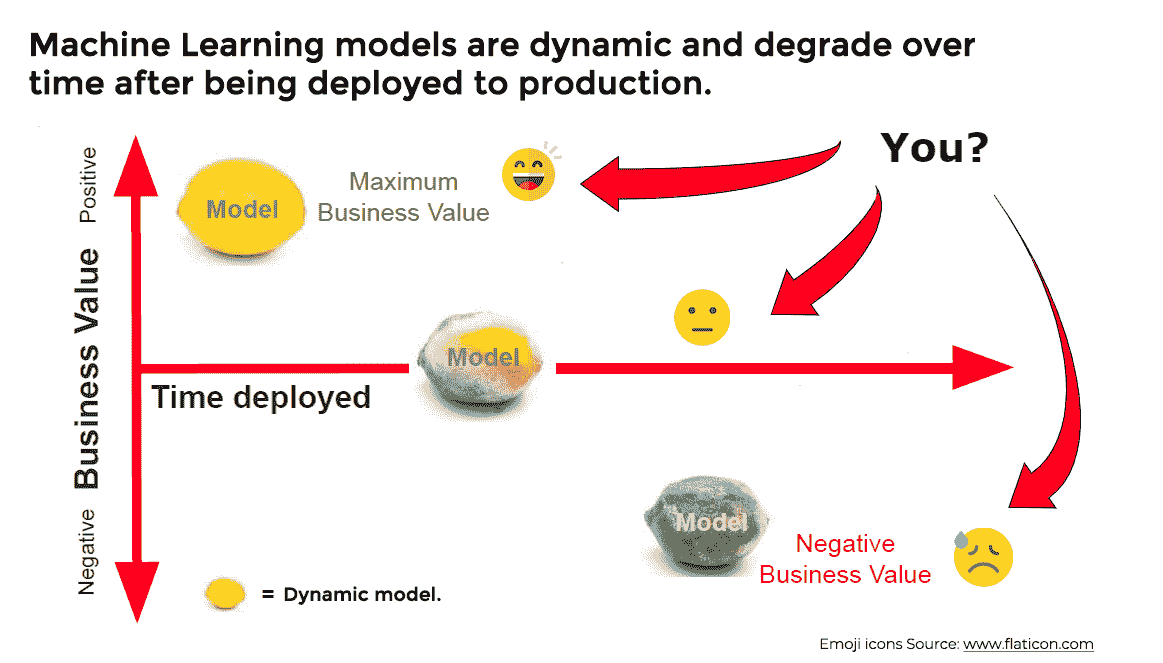 Machine Learning models are dynamic and degrade over
time after being deployed to production.
You?
Positive
Business Value
Negative
Model
Maximum
Business Value
Model
Time deployed
Model
Negative
Business Value
= Dynamic model.
Emoji icons Source: www.flaticon.com